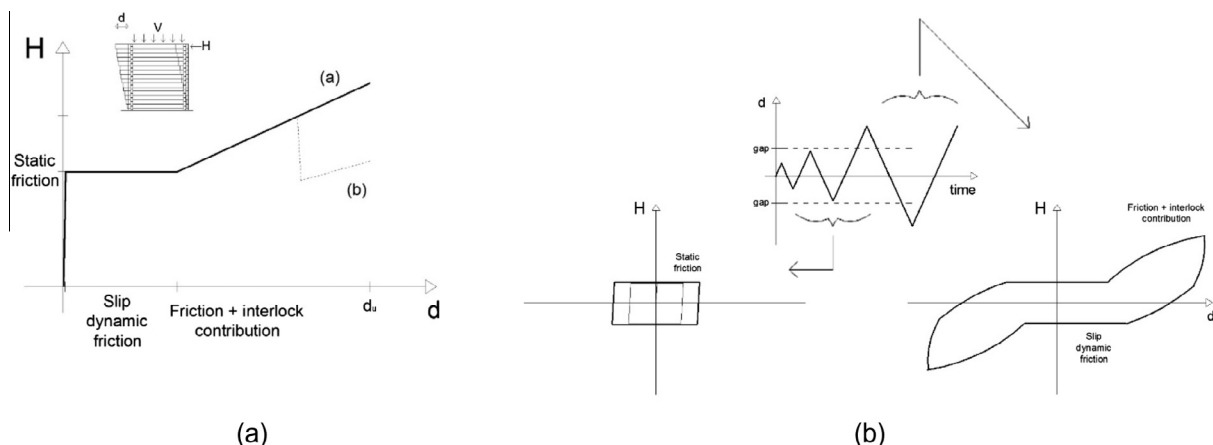 d
V
H
H
(a)
Static
friction
(b)
Slip
dynamic
friction
Friction + interlock
contribution
du
d
(a)
d
gap
gap
time
H
Static
friction
H
Friction + interlock
contribution
d
Slip
dynamic
friction
(b)